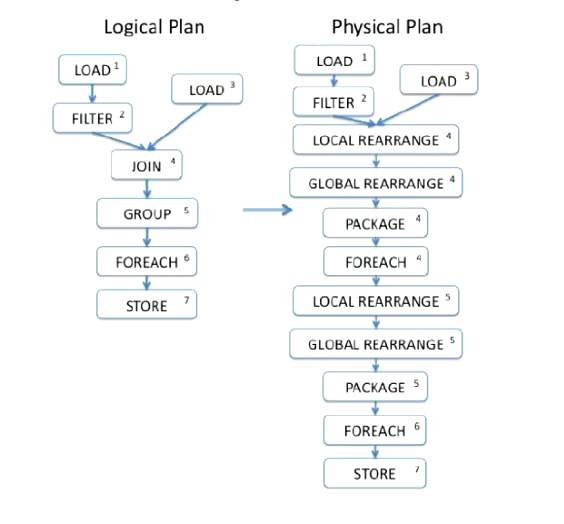 Logical Plan
LOAD 1
LOAD 3
FILTER 2
JOIN 4
GROUP 5
FOREACH 6
STORE 7
Physical Plan
LOAD 1
LOAD 3
FILTER 2
LOCAL REARRANGE 4
GLOBAL REARRANGE 4
PACKAGE 4
FOREACH 4
LOCAL REARRANGE 5
GLOBAL REARRANGE 5
PACKAGE 5
FOREACH 6
STORE 7